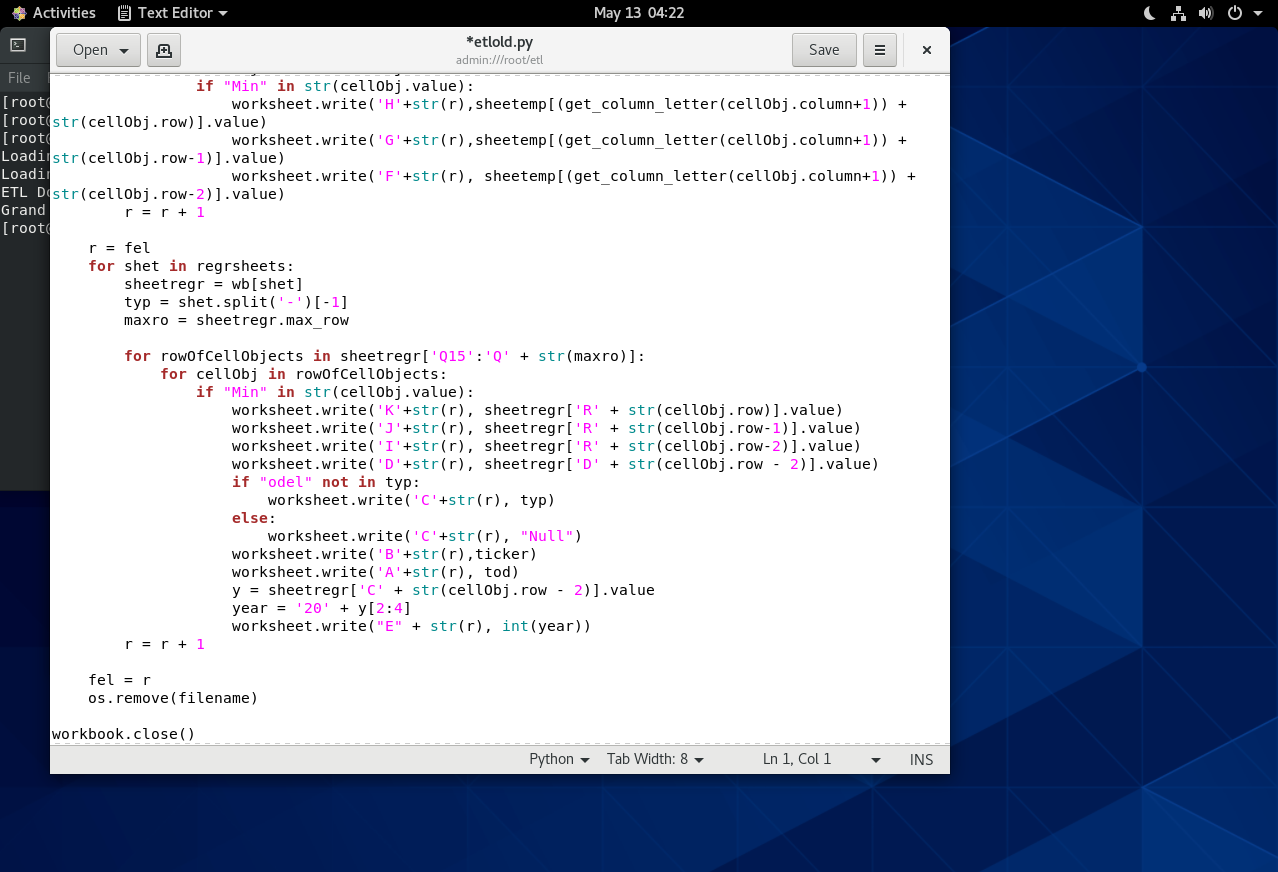 Activities Text Editor May 13 04:22
Open *etlold.py Save
admin:///root/etl
File
[root@
[root@
[root@
Loadin
Loadin
ETL Do
Grand
[root@
            if "Min" in str(cellObj.value):
                    worksheet.write('H'+str(r),sheetemp[(get_column_letter(cellObj.column+1)) +
str(cellObj.row)].value)
                    worksheet.write('G'+str(r),sheetemp[(get_column_letter(cellObj.column+1)) +
str(cellObj.row-1)].value)
                    worksheet.write('F'+str(r), sheetemp[(get_column_letter(cellObj.column+1)) +
str(cellObj.row-2)].value)
        r = r + 1
    r = fel
    for shet in regrsheets:
        sheetregr = wb[shet]
        typ = shet.split('-')[-1]
        maxro = sheetregr.max_row
        for rowOfCellObjects in sheetregr['Q15':'Q' + str(maxro)]:
            for cellObj in rowOfCellObjects:
                if "Min" in str(cellObj.value):
                    worksheet.write('K'+str(r), sheetregr['R' + str(cellObj.row)].value)
                    worksheet.write('J'+str(r), sheetregr['R' + str(cellObj.row-1)].value)
                    worksheet.write('I'+str(r), sheetregr['R' + str(cellObj.row-2)].value)
                    worksheet.write('D'+str(r), sheetregr['D' + str(cellObj.row - 2)].value)
                    if "odel" not in typ:
                        worksheet.write('C'+str(r), typ)
                    else:
                        worksheet.write('C'+str(r), "Null")
                    worksheet.write('B'+str(r),ticker)
                    worksheet.write('A'+str(r), tod)
                    y = sheetregr['C' + str(cellObj.row - 2)].value
                    year = '20' + y[2:4]
                    worksheet.write("E" + str(r), int(year))
        r = r + 1
    fel = r
    os.remove(filename)
workbook.close()
Python Tab Width: 8 Ln 1, Col 1 INS